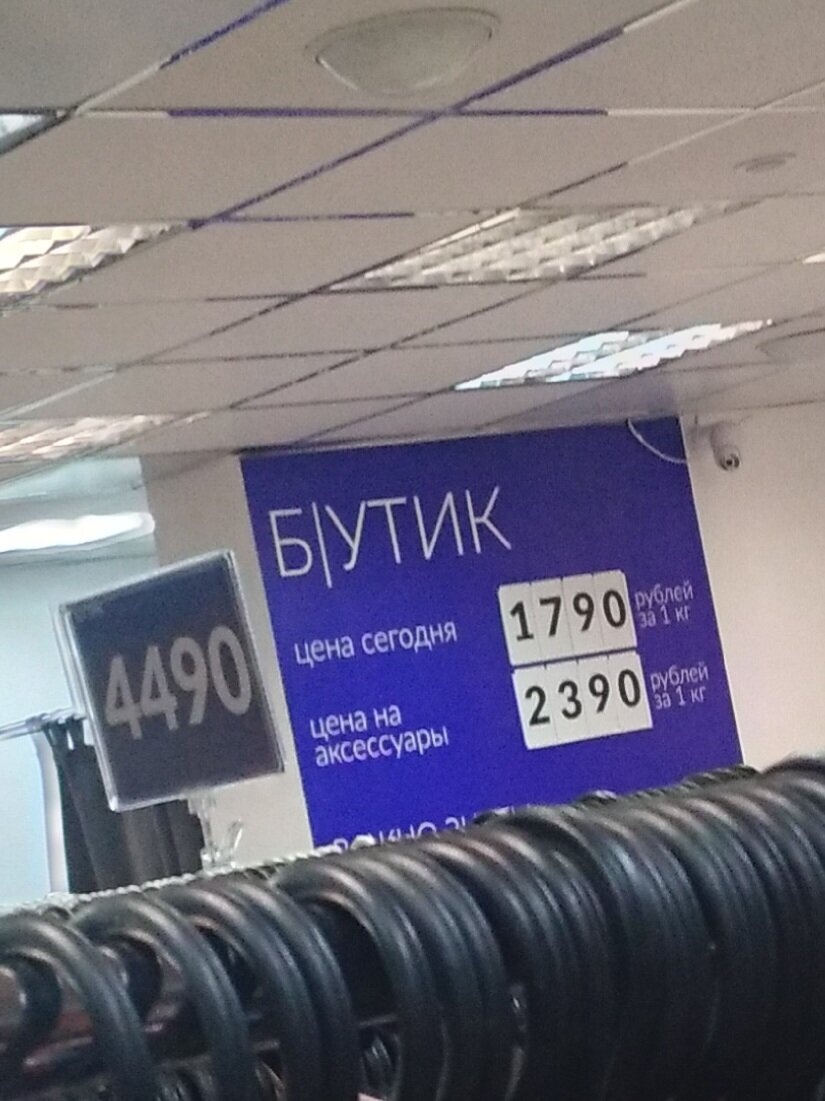 Б|УТИК
цена сегодня
1790
рублей
за 1 кг
цена на
аксессуары
2390
рублей
за 1 кг
4490